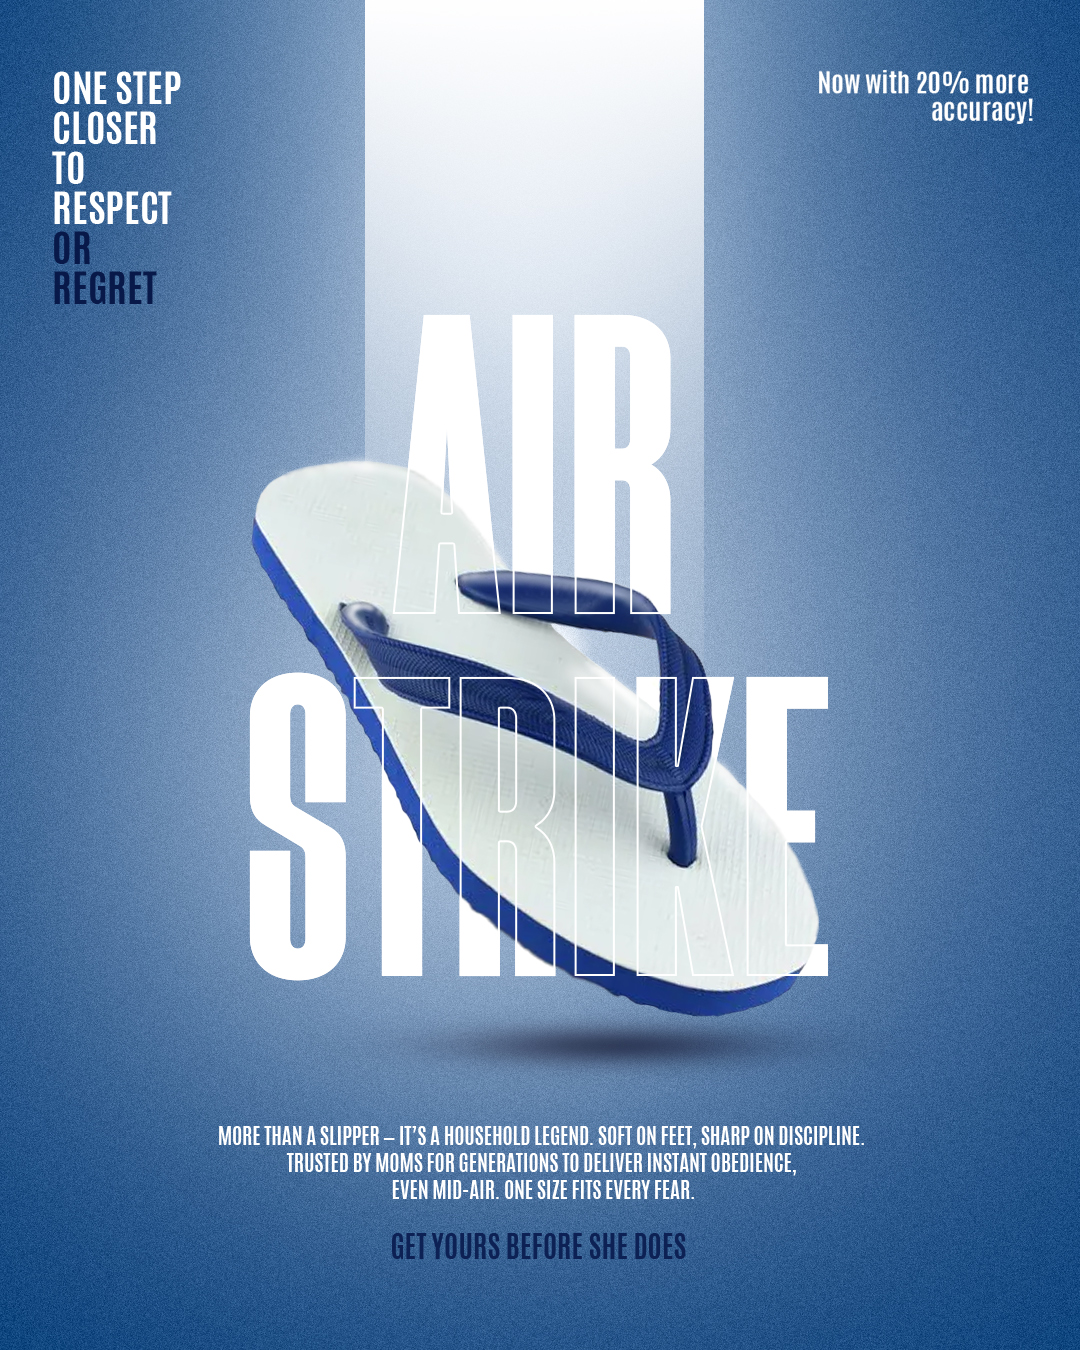 ONE STEP
CLOSER
TO
RESPECT
OR
REGRET
Now with 20% more
accuracy!
AIR
STRIKE
MORE THAN A SLIPPER – IT’S A HOUSEHOLD LEGEND. SOFT ON FEET, SHARP ON DISCIPLINE.
TRUSTED BY MOMS FOR GENERATIONS TO DELIVER INSTANT OBEDIENCE,
EVEN MID-AIR. ONE SIZE FITS EVERY FEAR.
GET YOURS BEFORE SHE DOES